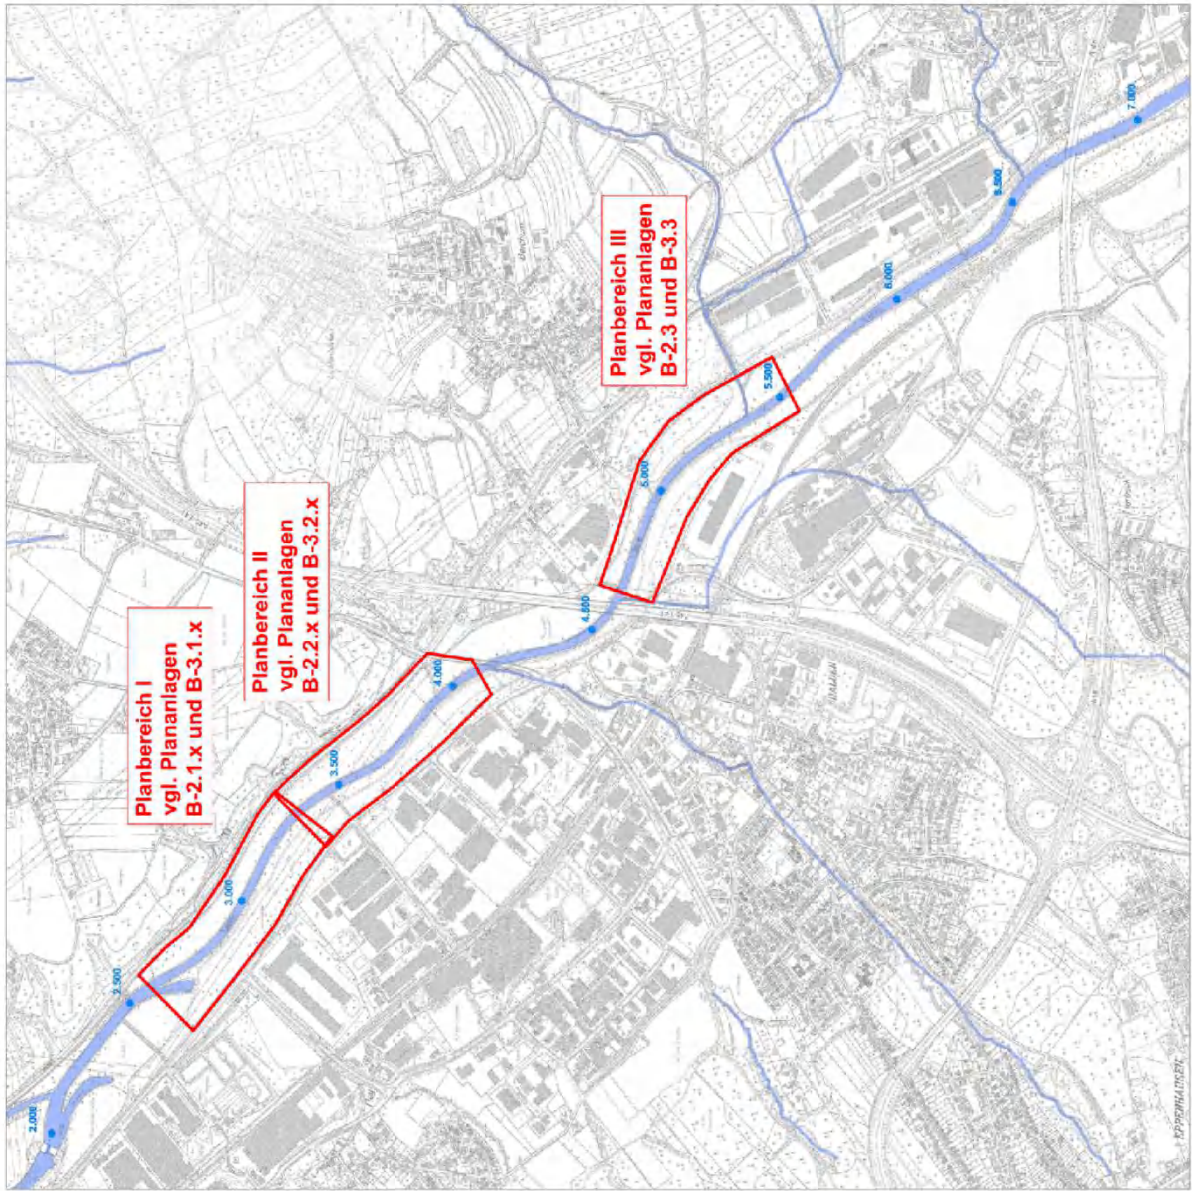 Planbereich I
vgl. Plananlagen
B-2.1.x und B-3.1.x
Planbereich II
vgl. Plananlagen
B-2.2.x und B-3.2.x
Planbereich III
vgl. Plananlagen
B-2.3 und B-3.3
2.000
2.500
3.000
3.500
4.000
4.500
5.000
5.500
6.000
6.500
7.000
EPPENHAUSEN